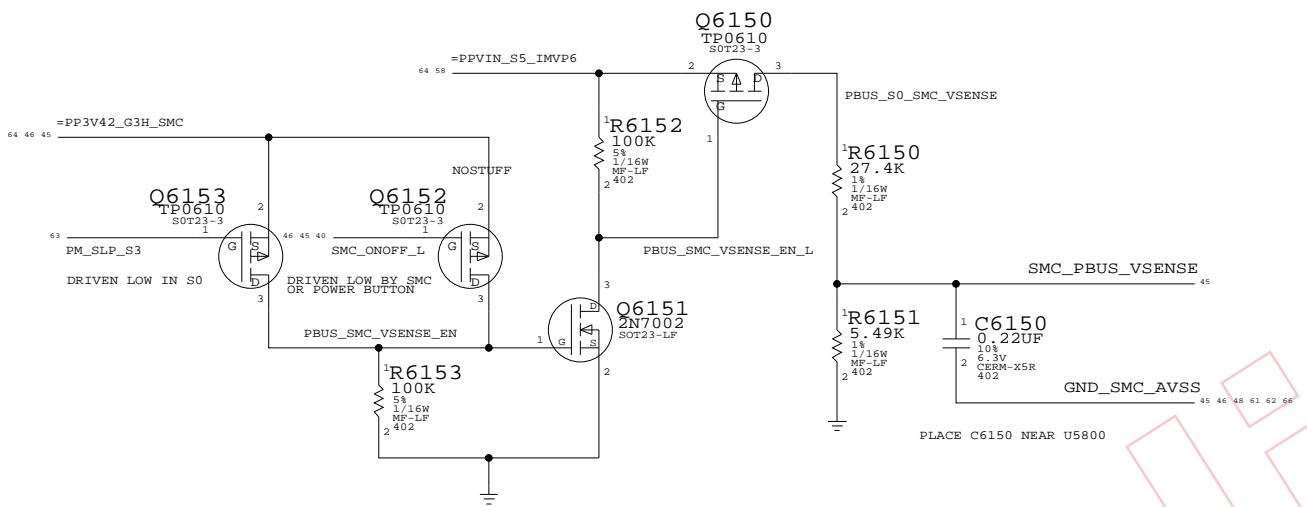 Q6150
TP0610
SOT23-3
=PPVIN_S5_IMVP6
64 58
2
S
D
3
G
1
PBUS_S0_SMC_VSENSE
=PP3V42_G3H_SMC
64 46 45
1
R6152
100K
5%
1/16W
MF-LF
2
402
1
R6150
27.4K
1%
1/16W
MF-LF
2
402
NOSTUFF
Q6153
TP0610
SOT23-3
2
1
63
PM_SLP_S3
G
S
D
3
DRIVEN LOW IN S0
Q6152
TP0610
SOT23-3
2
1
46 45 40
SMC_ONOFF_L
G
S
D
3
DRIVEN LOW BY SMC
OR POWER BUTTON
PBUS_SMC_VSENSE_EN_L
SMC_PBUS_VSENSE
45
3
D
Q6151
2N7002
SOT23-LF
1
G
S
2
PBUS_SMC_VSENSE_EN
1
R6151
5.49K
1%
1/16W
MF-LF
2
402
1
C6150
0.22UF
10%
6.3V
2
CERM-X5R
402
1
R6153
100K
5%
1/16W
MF-LF
2
402
GND_SMC_AVSS
45 46 48 61 62 66
PLACE C6150 NEAR U5800